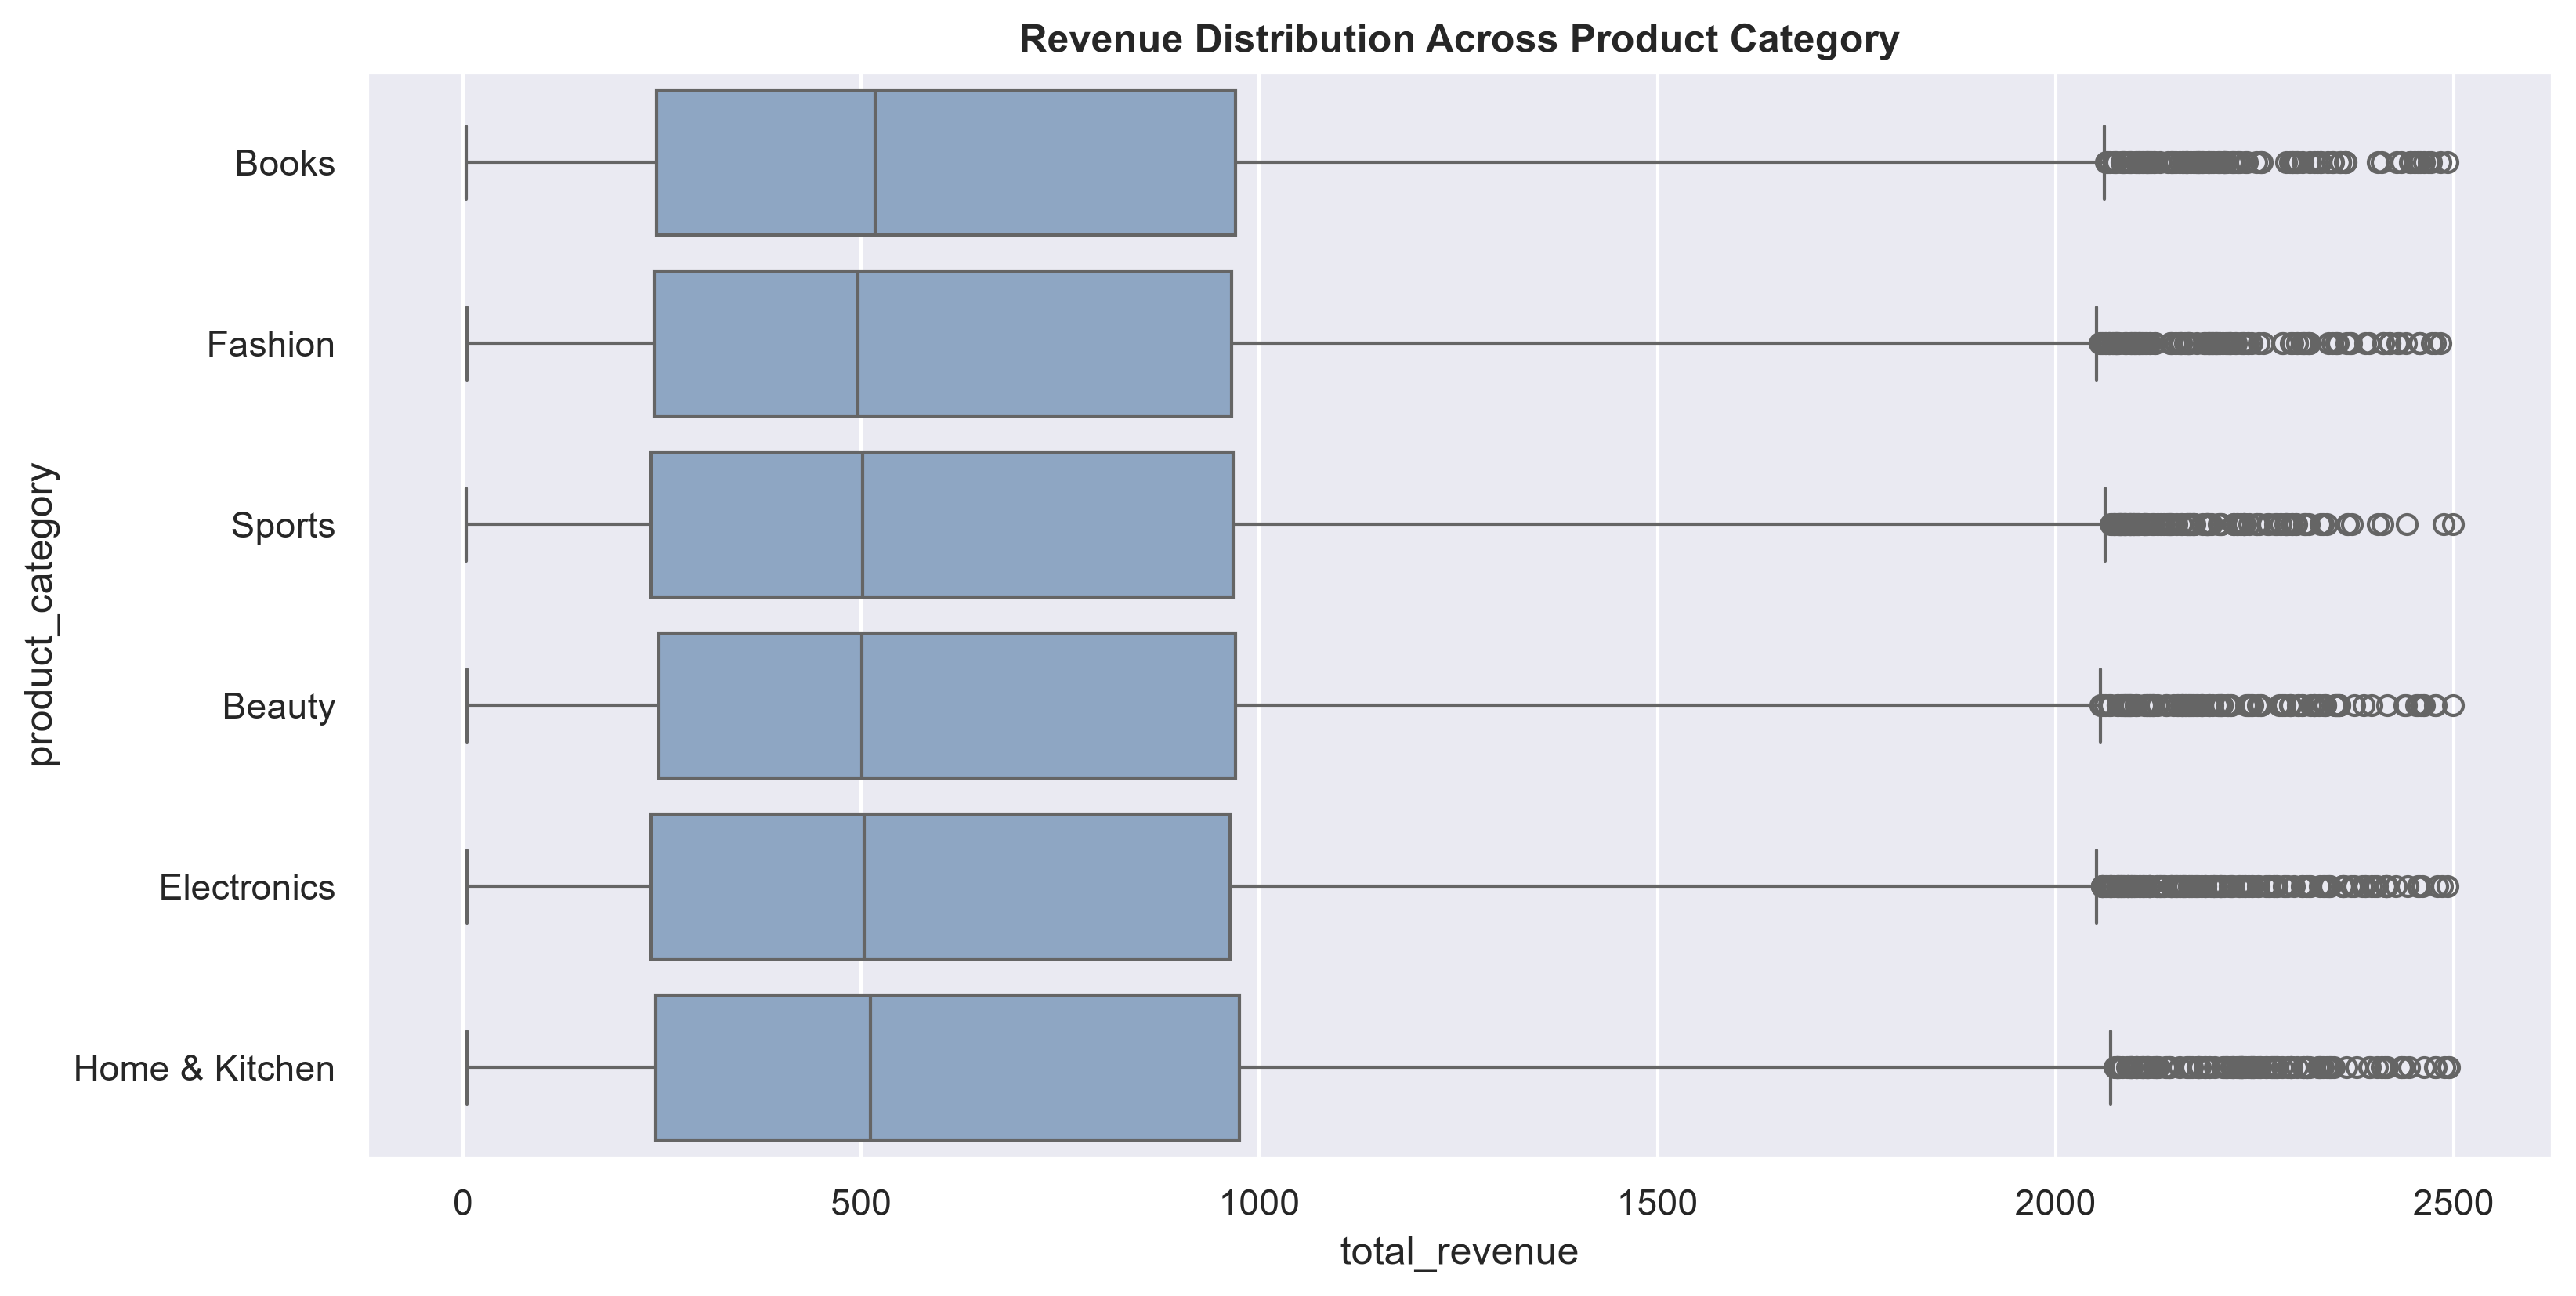 Revenue Distribution Across Product Category
product_category
Books
Fashion
Sports
Beauty
Electronics
Home & Kitchen
0 500 1000 1500 2000 2500
total_revenue